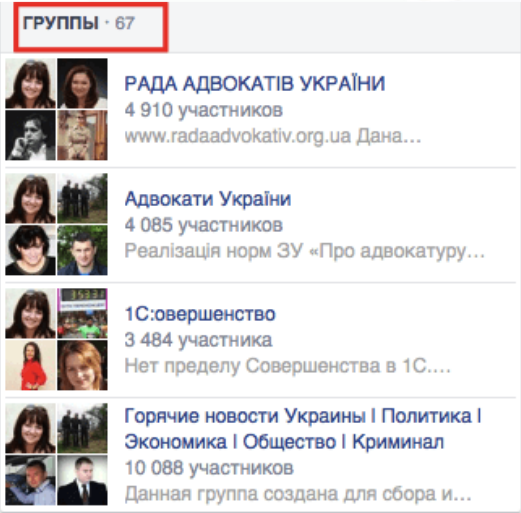 ГРУППЫ · 67
РАДА АДВОКАТІВ УКРАЇНИ
4 910 участников
www.radaadvokativ.org.ua Дана…
Адвокати України
4 085 участников
Реалізація норм ЗУ «Про адвокатуру…
35331
1С:овершенство
3 484 участника
Нет пределу Совершенства в 1С.…
Горячие новости Украины | Политика |
Экономика | Общество | Криминал
10 088 участников
Данная группа создана для сбора и…